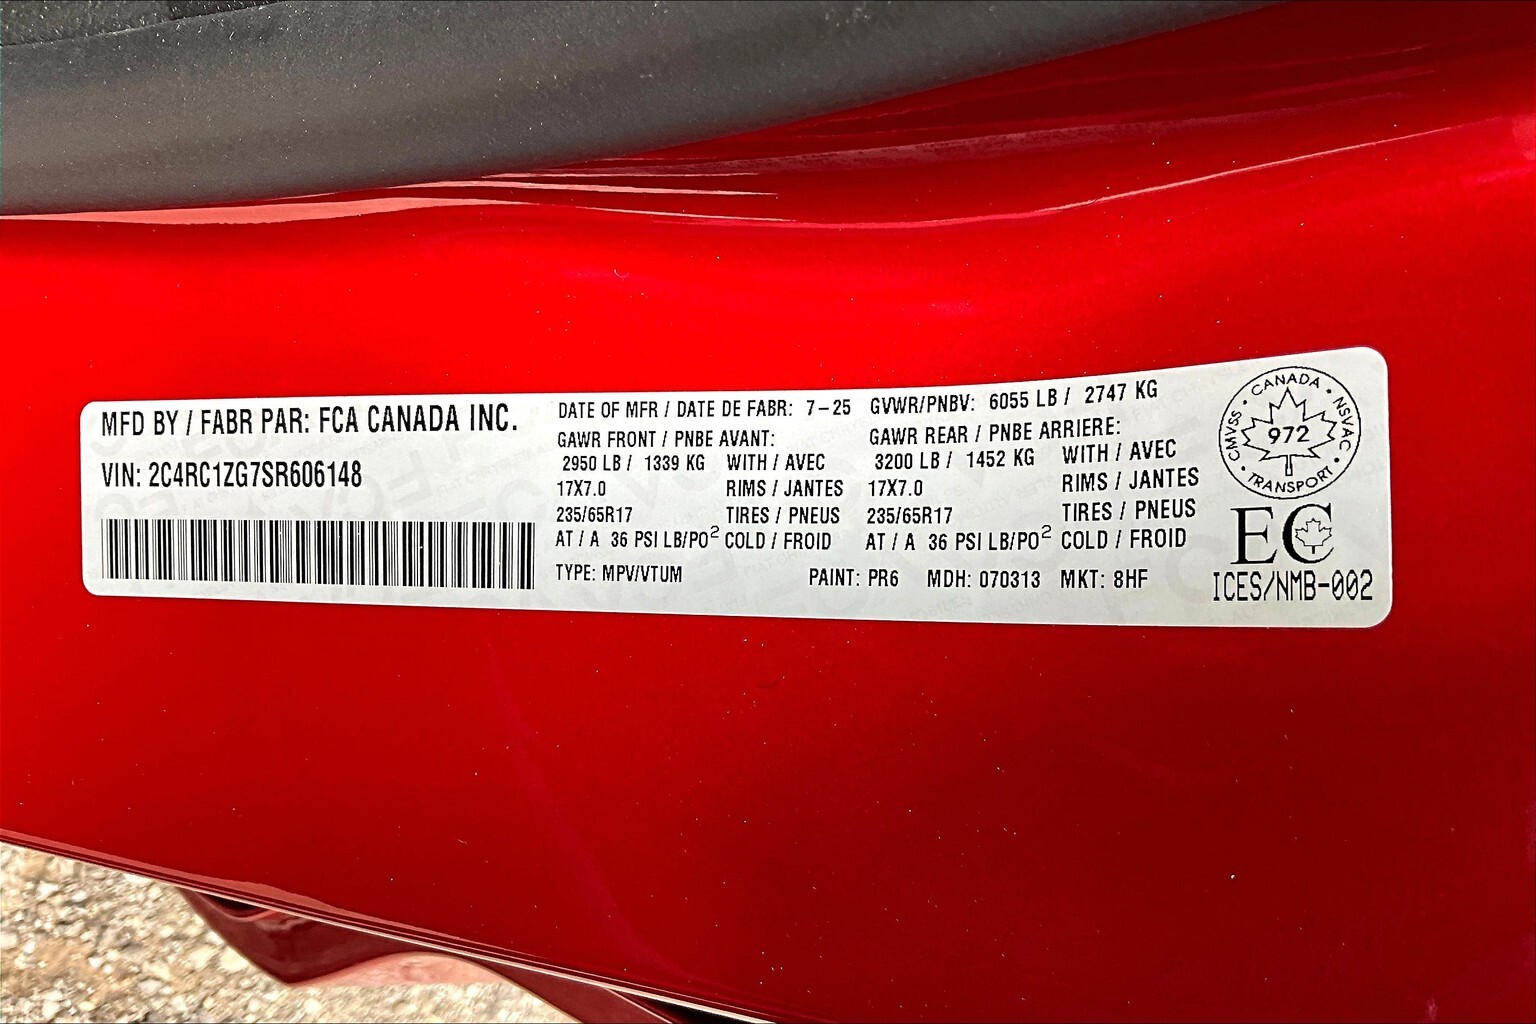 MFD BY / FABR PAR: FCA CANADA INC.
VIN: 2C4RC1ZG7SR606148
DATE OF MFR / DATE DE FABR: 7-25 GVWR/PNBV: 6055 LB / 2747 KG
GAWR FRONT / PNBE AVANT: GAWR REAR / PNBE ARRIERE:
2950 LB / 1339 KG WITH / AVEC 3200 LB / 1452 KG WITH / AVEC
17X7.0 RIMS / JANTES 17X7.0 RIMS / JANTES
235/65R17 TIRES / PNEUS 235/65R17 TIRES / PNEUS
AT / A 36 PSI LB/PO² COLD / FROID AT / A 36 PSI LB/PO² COLD / FROID
TYPE: MPV/VTUM PAINT: PR6 MDH: 070313 MKT: 8HF
CMVSS • CANADA • NSVAC • TRANSPORT •
972
EC
ICES/NMB-002